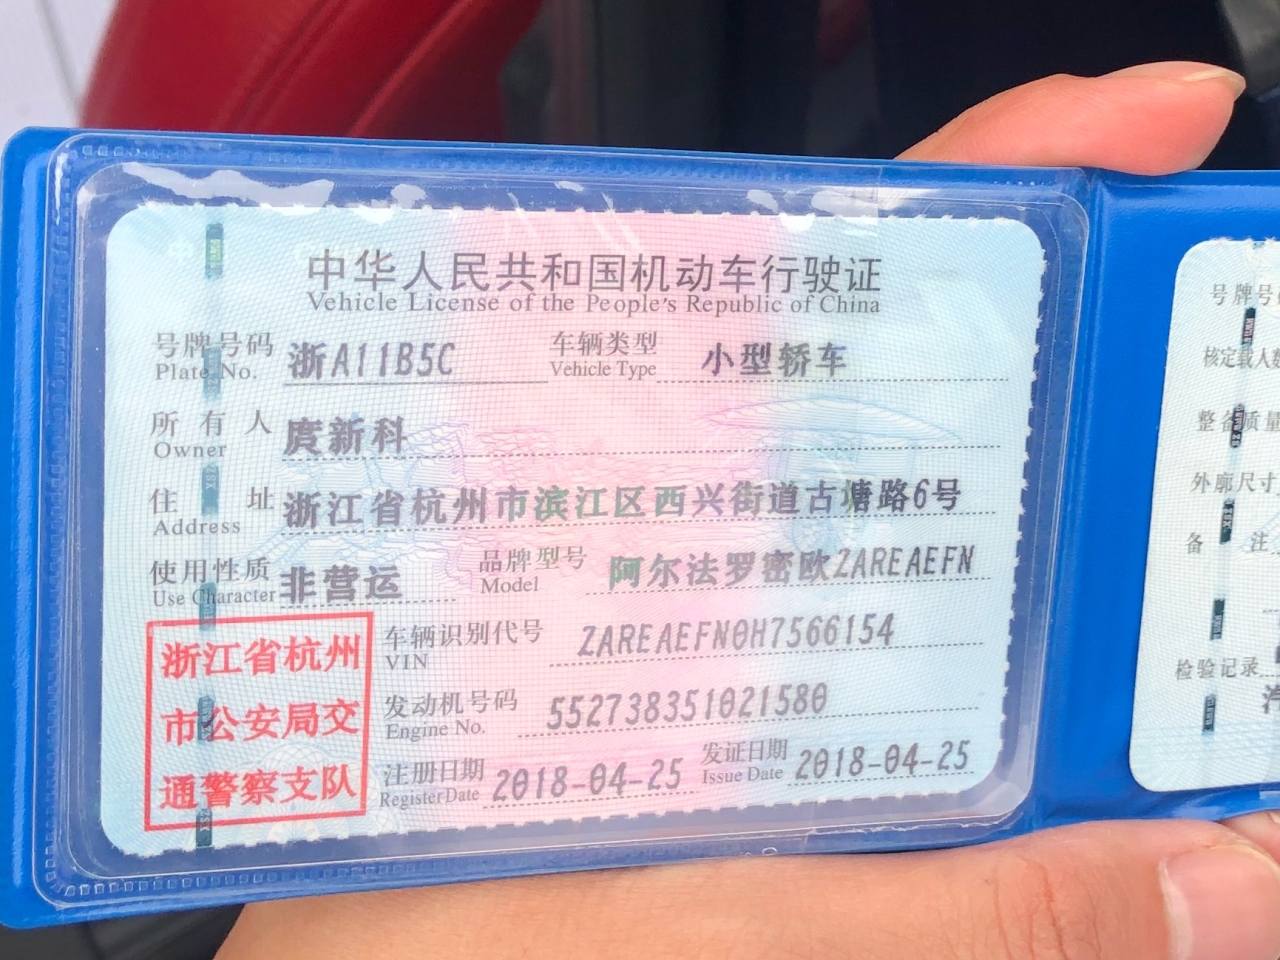 中华人民共和国机动车行驶证
Vehicle License of the People's Republic of China
号牌号码 浙A11B5C 车辆类型 小型轿车
Plate No. Vehicle Type
所有人 庹新科
Owner
住址 浙江省杭州市滨江区西兴街道古塘路6号
Address
使用性质 非营运 品牌型号 阿尔法罗密欧ZAREAEFN
Use Character Model
浙江省杭州
市公安局交
通警察支队
车辆识别代号 ZAREAEFN0H7566154
VIN
发动机号码 552738351021580
Engine No.
注册日期 2018-04-25 发证日期 2018-04-25
Register Date Issue Date
号牌号
核定载人数
整备质量
外廓尺寸
备注
检验记录